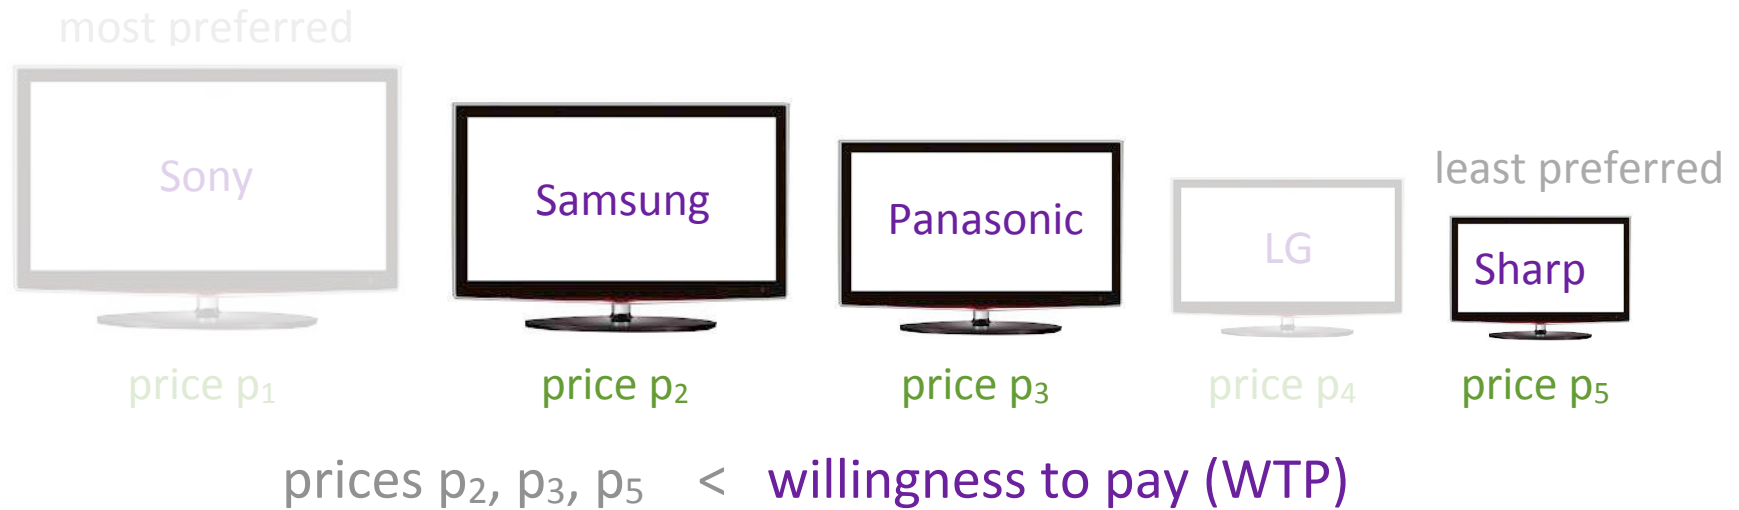 most preferred
least preferred
Sony
Samsung
Panasonic
LG
Sharp
price p₁
price p₂
price p₃
price p₄
price p₅
prices p₂, p₃, p₅ < willingness to pay (WTP)